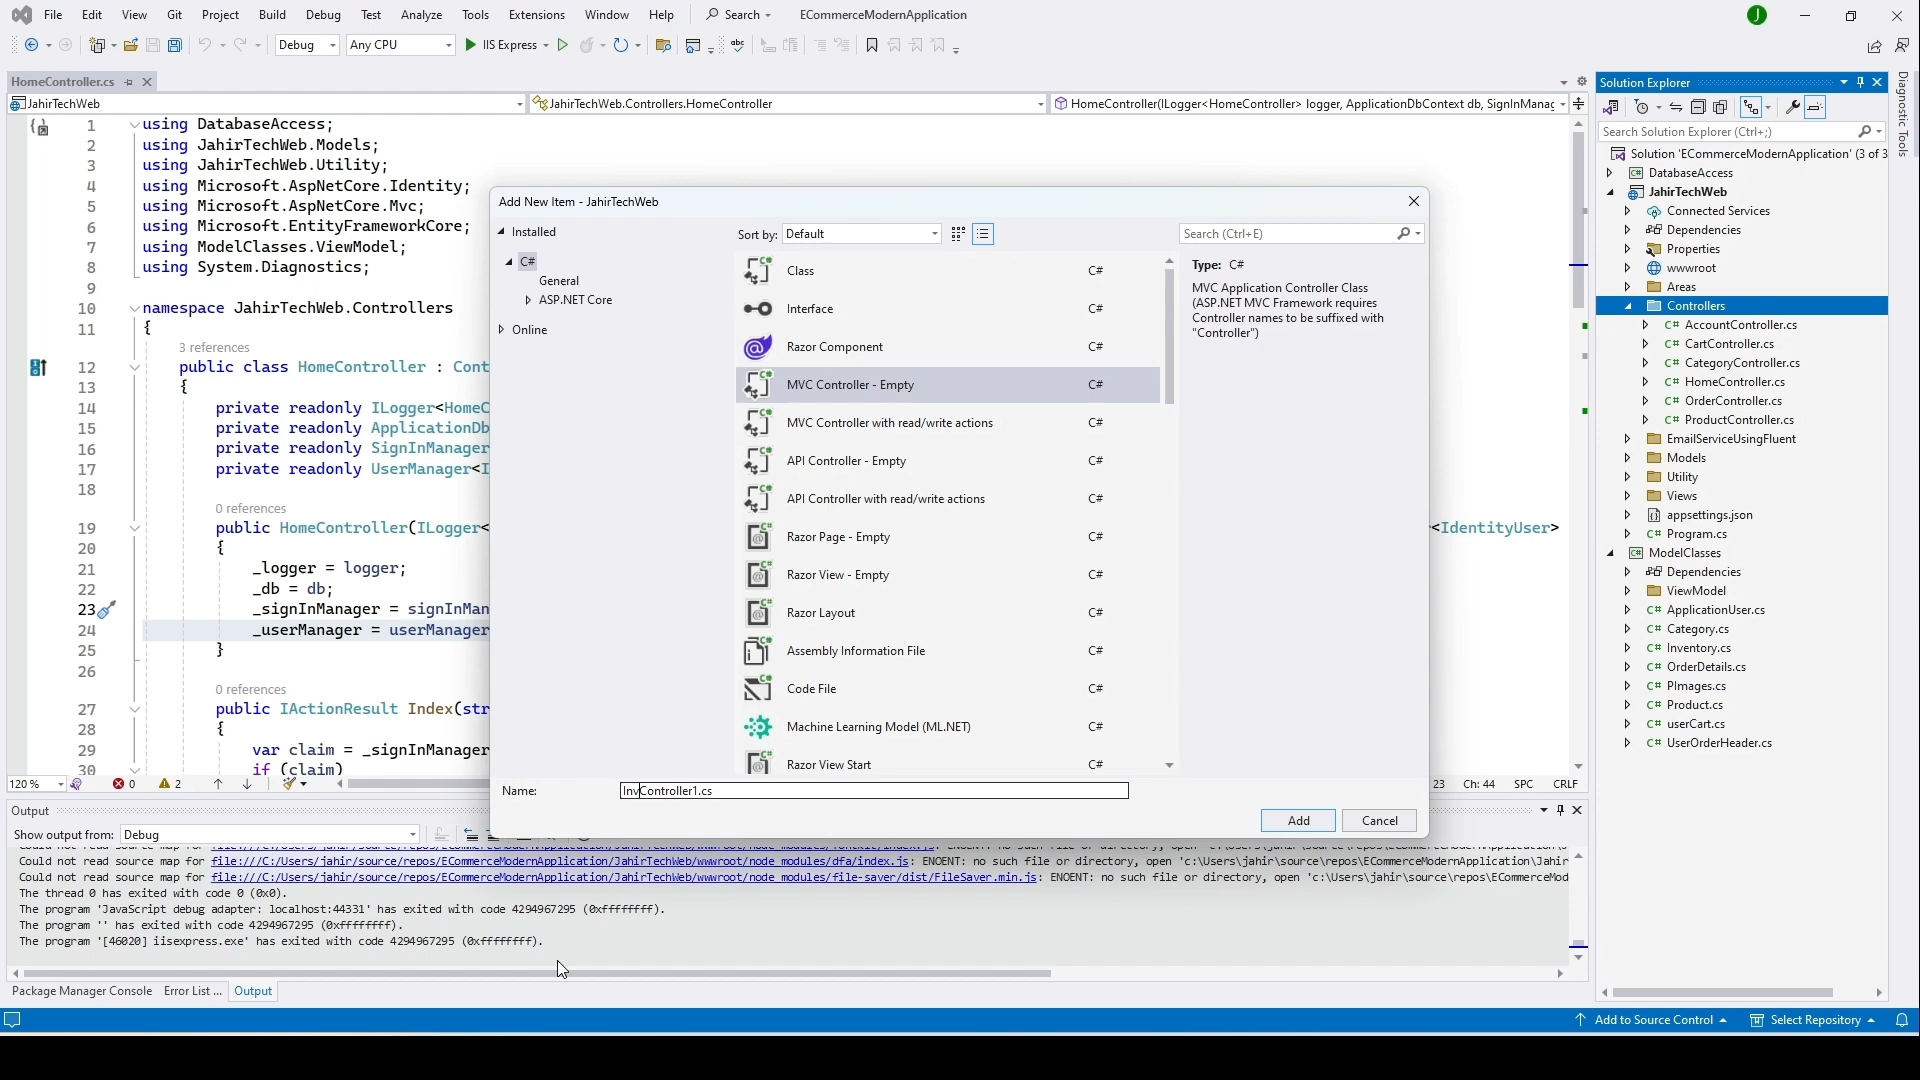 File Edit View Git Project Build Debug Test Analyze Tools Extensions Window Help Search ECommerceModernApplication J
Debug Any CPU IIS Express
HomeController.cs
JahirTechWeb JahirTechWeb.Controllers.HomeController HomeController(ILogger<HomeController> logger, ApplicationDbContext db, SignInManag
1 using DatabaseAccess;
2 using JahirTechWeb.Models;
3 using JahirTechWeb.Utility;
4 using Microsoft.AspNetCore.Identity;
5 using Microsoft.AspNetCore.Mvc;
6 using Microsoft.EntityFrameworkCore;
7 using ModelClasses.ViewModel;
8 using System.Diagnostics;
9
10 namespace JahirTechWeb.Controllers
11 {
3 references
12 public class HomeController : Cont
13 {
14 private readonly ILogger<HomeC
15 private readonly ApplicationDb
16 private readonly SignInManager
17 private readonly UserManager<I
18
0 references
19 public HomeController(ILogger< <IdentityUser>
20 {
21 _logger = logger;
22 _db = db;
23 _signInManager = signInMan
24 _userManager = userManager
25 }
26
0 references
27 public IActionResult Index(str
28 {
29 var claim = _signInManager
30 if (claim)
120 % 0 2 23 Ch: 44 SPC CRLF
Add New Item - JahirTechWeb
Installed
C#
General
ASP.NET Core
Online
Sort by: Default
Search (Ctrl+E)
Class C#
Interface C#
Razor Component C#
MVC Controller - Empty C#
MVC Controller with read/write actions C#
API Controller - Empty C#
API Controller with read/write actions C#
Razor Page - Empty C#
Razor View - Empty C#
Razor Layout C#
Assembly Information File C#
Code File C#
Machine Learning Model (ML.NET) C#
Razor View Start C#
Type: C#
MVC Application Controller Class
(ASP.NET MVC Framework requires
Controller names to be suffixed with
"Controller")
Name: InvController1.cs
Add Cancel
Output
Show output from: Debug
Could not read source map for file:///C:/Users/jahir/source/repos/ECommerceModernApplication/JahirTechWeb/wwwroot/node_modules/dfa/index.js: ENOENT: no such file or directory, open 'c:\Users\jahir\source\repos\ECommerceModernApplication\Jahir
Could not read source map for file:///C:/Users/jahir/source/repos/ECommerceModernApplication/JahirTechWeb/wwwroot/node_modules/file-saver/dist/FileSaver.min.js: ENOENT: no such file or directory, open 'c:\Users\jahir\source\repos\ECommerceMod
The thread 0 has exited with code 0 (0x0).
The program 'JavaScript debug adapter: localhost:44331' has exited with code 4294967295 (0xffffffff).
The program '' has exited with code 4294967295 (0xffffffff).
The program '[46020] iisexpress.exe' has exited with code 4294967295 (0xffffffff).
Package Manager Console Error List ... Output
Solution Explorer
Search Solution Explorer (Ctrl+;)
Solution 'ECommerceModernApplication' (3 of 3
DatabaseAccess
JahirTechWeb
Connected Services
Dependencies
Properties
wwwroot
Areas
Controllers
C# AccountController.cs
C# CartController.cs
C# CategoryController.cs
C# HomeController.cs
C# OrderController.cs
C# ProductController.cs
EmailServiceUsingFluent
Models
Utility
Views
appsettings.json
C# Program.cs
ModelClasses
Dependencies
ViewModel
C# ApplicationUser.cs
C# Category.cs
C# Inventory.cs
C# OrderDetails.cs
C# PImages.cs
C# Product.cs
C# userCart.cs
C# UserOrderHeader.cs
Diagnostic Tools
Add to Source Control Select Repository